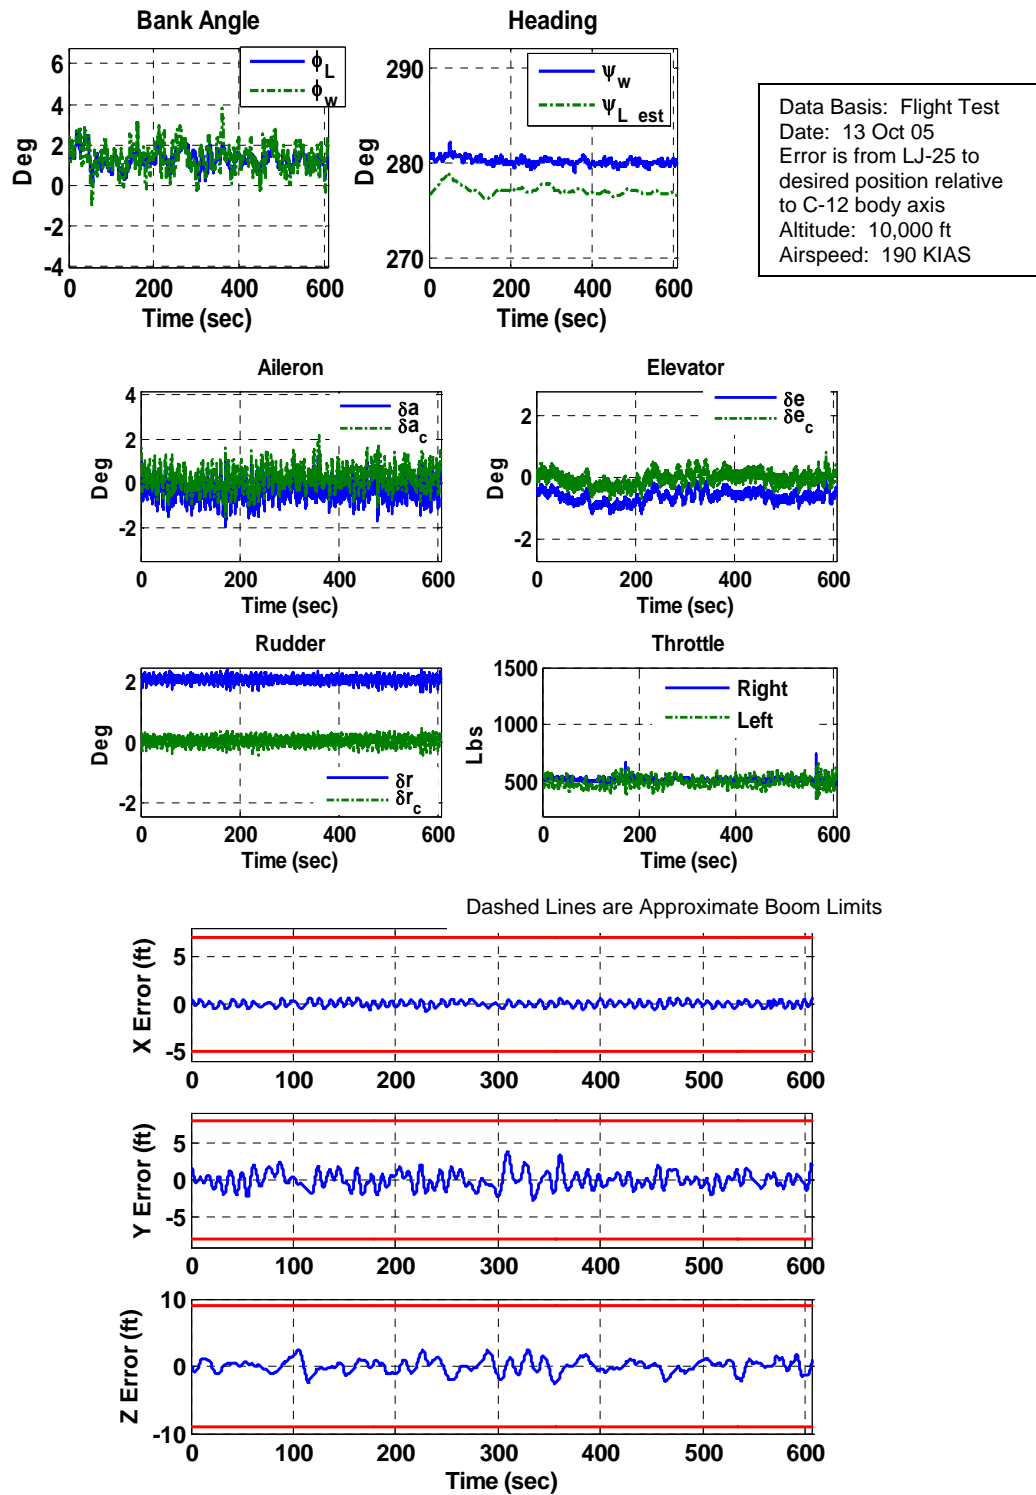 Bank Angle
Heading
6
4
2
0
-2
-4
Deg
0 200 400 600
Time (sec)
ϕL
ϕw
290
280
270
Deg
0 200 400 600
Time (sec)
ψw
ψL est
Data Basis: Flight Test
Date: 13 Oct 05
Error is from LJ-25 to
desired position relative
to C-12 body axis
Altitude: 10,000 ft
Airspeed: 190 KIAS
Aileron
4
2
0
-2
Deg
0 200 400 600
Time (sec)
δa
δac
Elevator
2
0
-2
Deg
0 200 400 600
Time (sec)
δe
δec
Rudder
2
0
-2
Deg
0 200 400 600
Time (sec)
δr
δrc
Throttle
1500
1000
500
Lbs
0 200 400 600
Time (sec)
Right
Left
Dashed Lines are Approximate Boom Limits
5
0
-5
X Error (ft)
0 100 200 300 400 500 600
5
0
-5
Y Error (ft)
0 100 200 300 400 500 600
10
0
-10
Z Error (ft)
0 100 200 300 400 500 600
Time (sec)